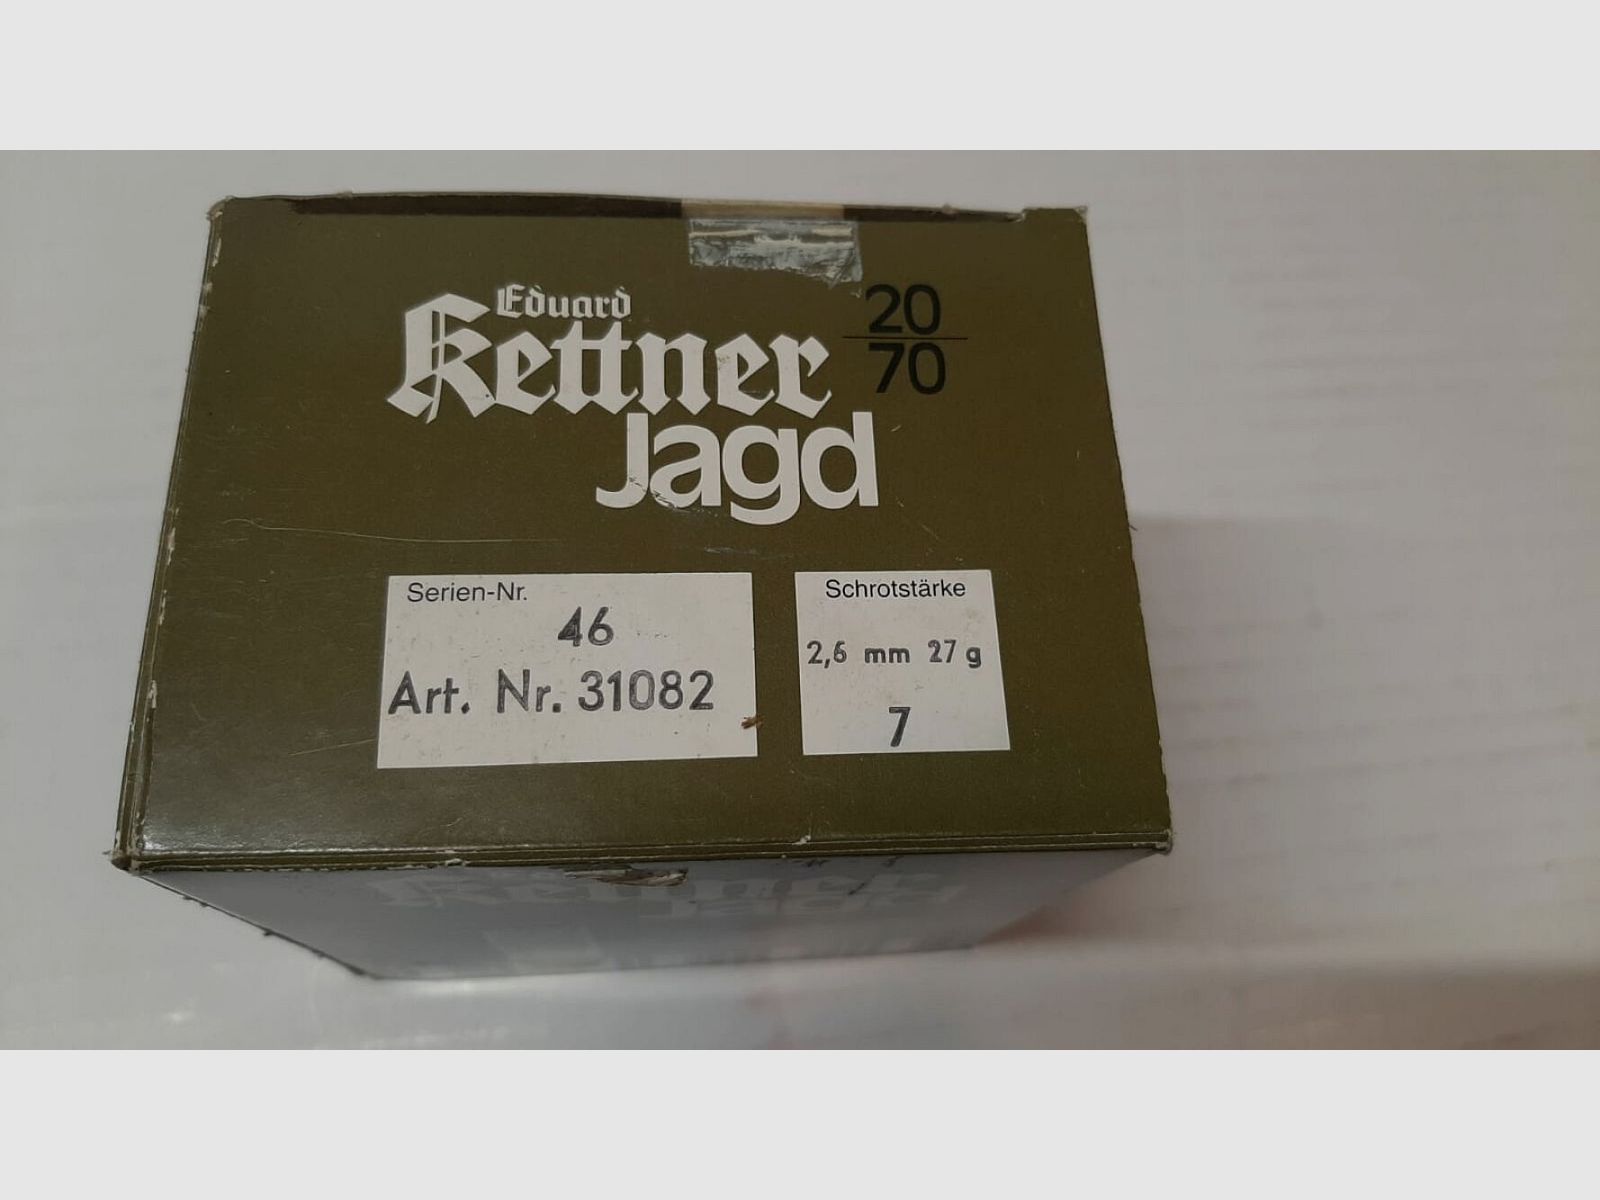 Eduard
Kettner
20
70
Jagd
Serien-Nr.
46
Art. Nr. 31082
Schrotstärke
2,6 mm 27 g
7